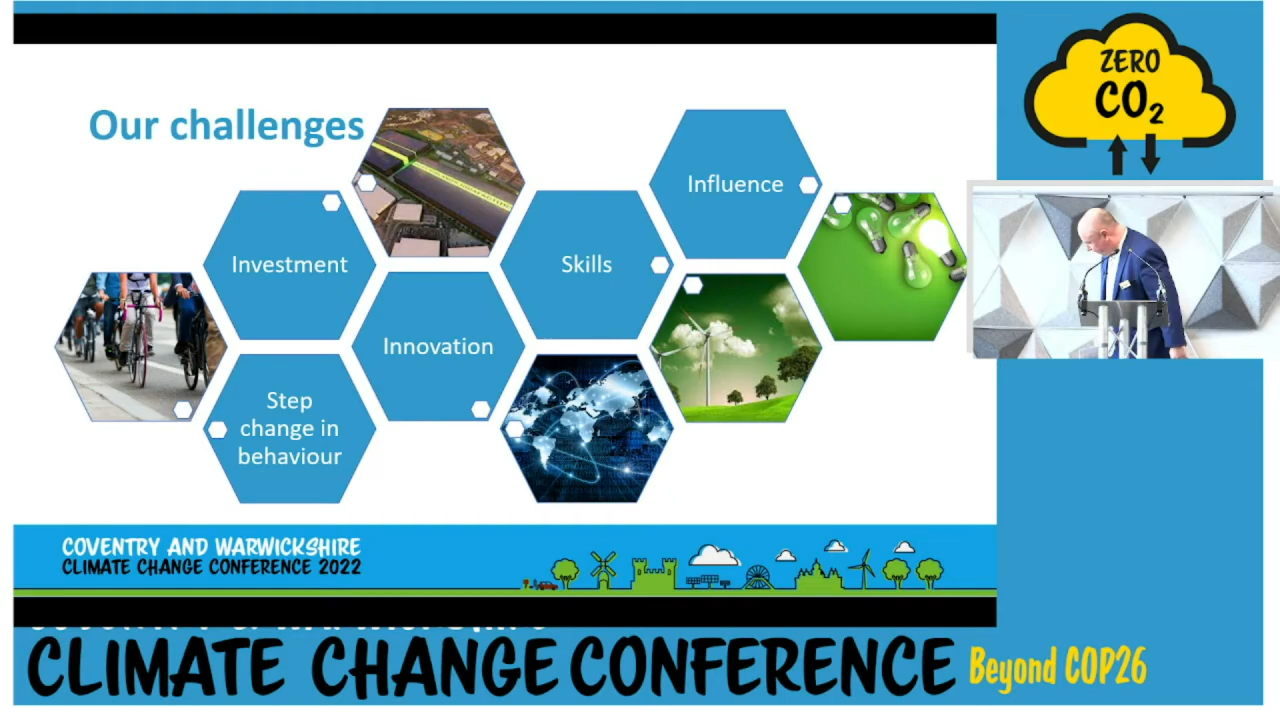 ZERO
CO2
Our challenges
Influence
Investment
Skills
Innovation
Step
change in
behaviour
COVENTRY AND WARWICKSHIRE
CLIMATE CHANGE CONFERENCE 2022
CLIMATE CHANGE CONFERENCE Beyond COP26